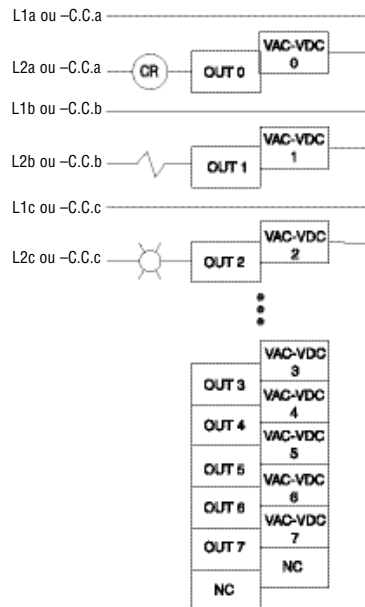 L1a ou –C.C.a
VAC-VDC
0
L2a ou –C.C.a
CR
OUT 0
L1b ou –C.C.b
VAC-VDC
1
L2b ou –C.C.b
OUT 1
L1c ou –C.C.c
VAC-VDC
2
L2c ou –C.C.c
OUT 2
VAC-VDC
3
OUT 3
VAC-VDC
4
OUT 4
VAC-VDC
5
OUT 5
VAC-VDC
6
OUT 6
VAC-VDC
7
OUT 7
NC
NC